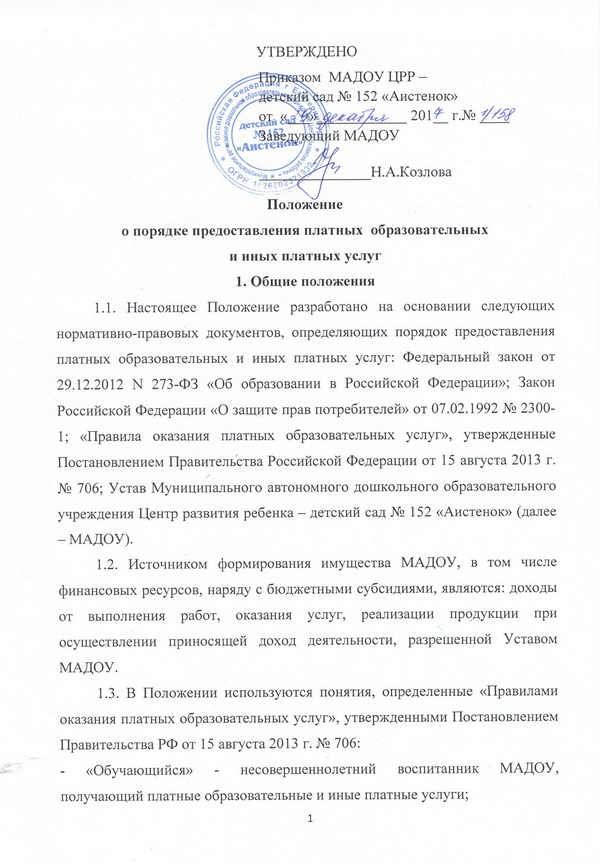 УТВЕРЖДЕНО
Приказом МАДОУ ЦРР –
детский сад № 152 «Аистенок»
от « » декабря 2017 г.№ 1/158
Заведующий МАДОУ
Н.А.Козлова
детский сад
№ 152
«Аистенок»
Положение
о порядке предоставления платных образовательных
и иных платных услуг
1. Общие положения
1.1. Настоящее Положение разработано на основании следующих
нормативно-правовых документов, определяющих порядок предоставления
платных образовательных и иных платных услуг: Федеральный закон от
29.12.2012 N 273-ФЗ «Об образовании в Российской Федерации»; Закон
Российской Федерации «О защите прав потребителей» от 07.02.1992 № 2300-
1; «Правила оказания платных образовательных услуг», утвержденные
Постановлением Правительства Российской Федерации от 15 августа 2013 г.
№ 706; Устав Муниципального автономного дошкольного образовательного
учреждения Центр развития ребенка – детский сад № 152 «Аистенок» (далее
– МАДОУ).
1.2. Источником формирования имущества МАДОУ, в том числе
финансовых ресурсов, наряду с бюджетными субсидиями, являются: доходы
от выполнения работ, оказания услуг, реализации продукции при
осуществлении приносящей доход деятельности, разрешенной Уставом
МАДОУ.
1.3. В Положении используются понятия, определенные «Правилами
оказания платных образовательных услуг», утвержденными Постановлением
Правительства РФ от 15 августа 2013 г. № 706:
- «Обучающийся» - несовершеннолетний воспитанник МАДОУ,
получающий платные образовательные и иные платные услуги;
1